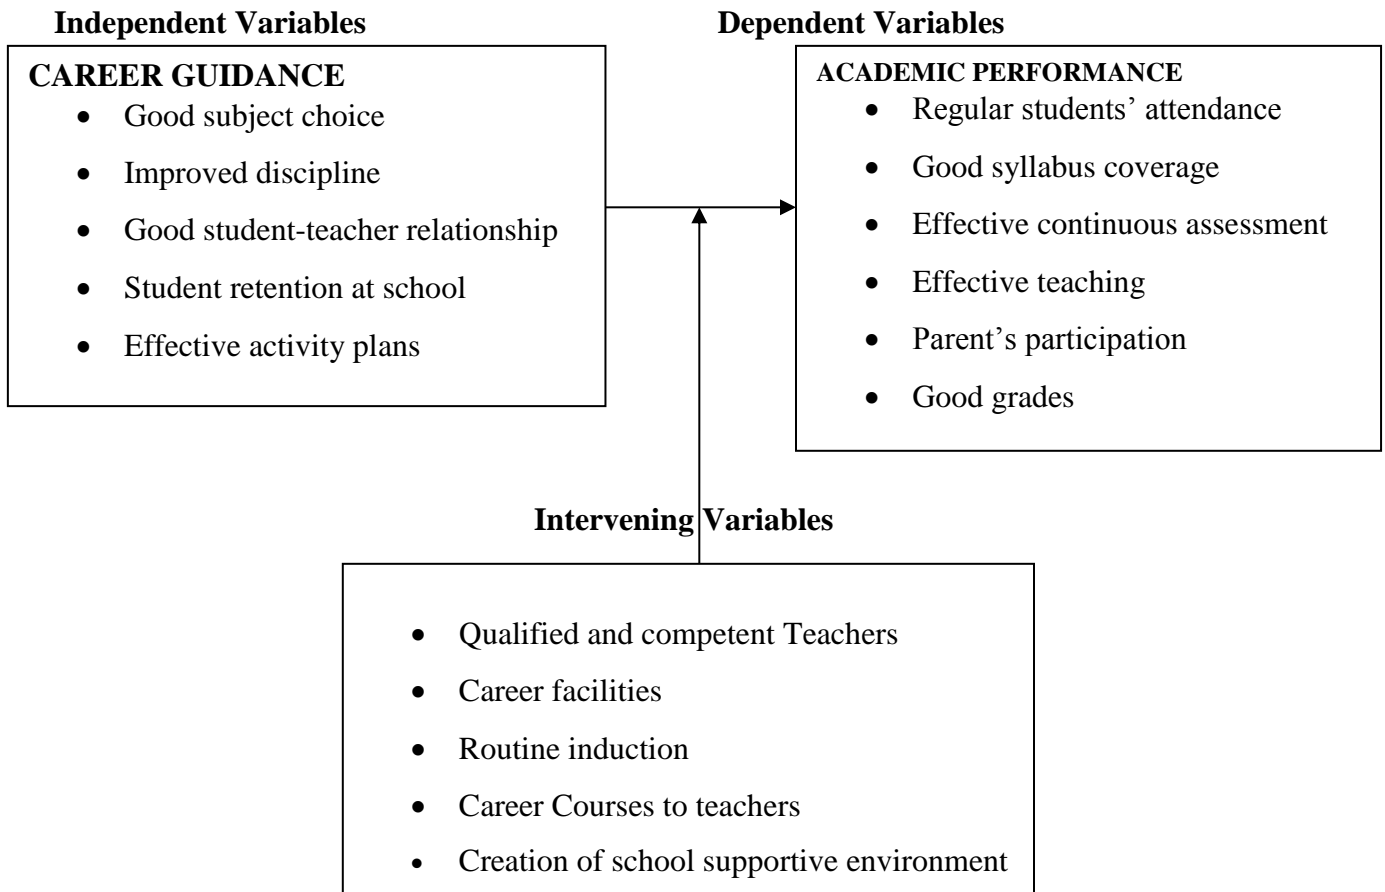 Independent Variables
CAREER GUIDANCE
• Good subject choice
• Improved discipline
• Good student-teacher relationship
• Student retention at school
• Effective activity plans
Dependent Variables
ACADEMIC PERFORMANCE
• Regular students’ attendance
• Good syllabus coverage
• Effective continuous assessment
• Effective teaching
• Parent’s participation
• Good grades
Intervening Variables
• Qualified and competent Teachers
• Career facilities
• Routine induction
• Career Courses to teachers
• Creation of school supportive environment